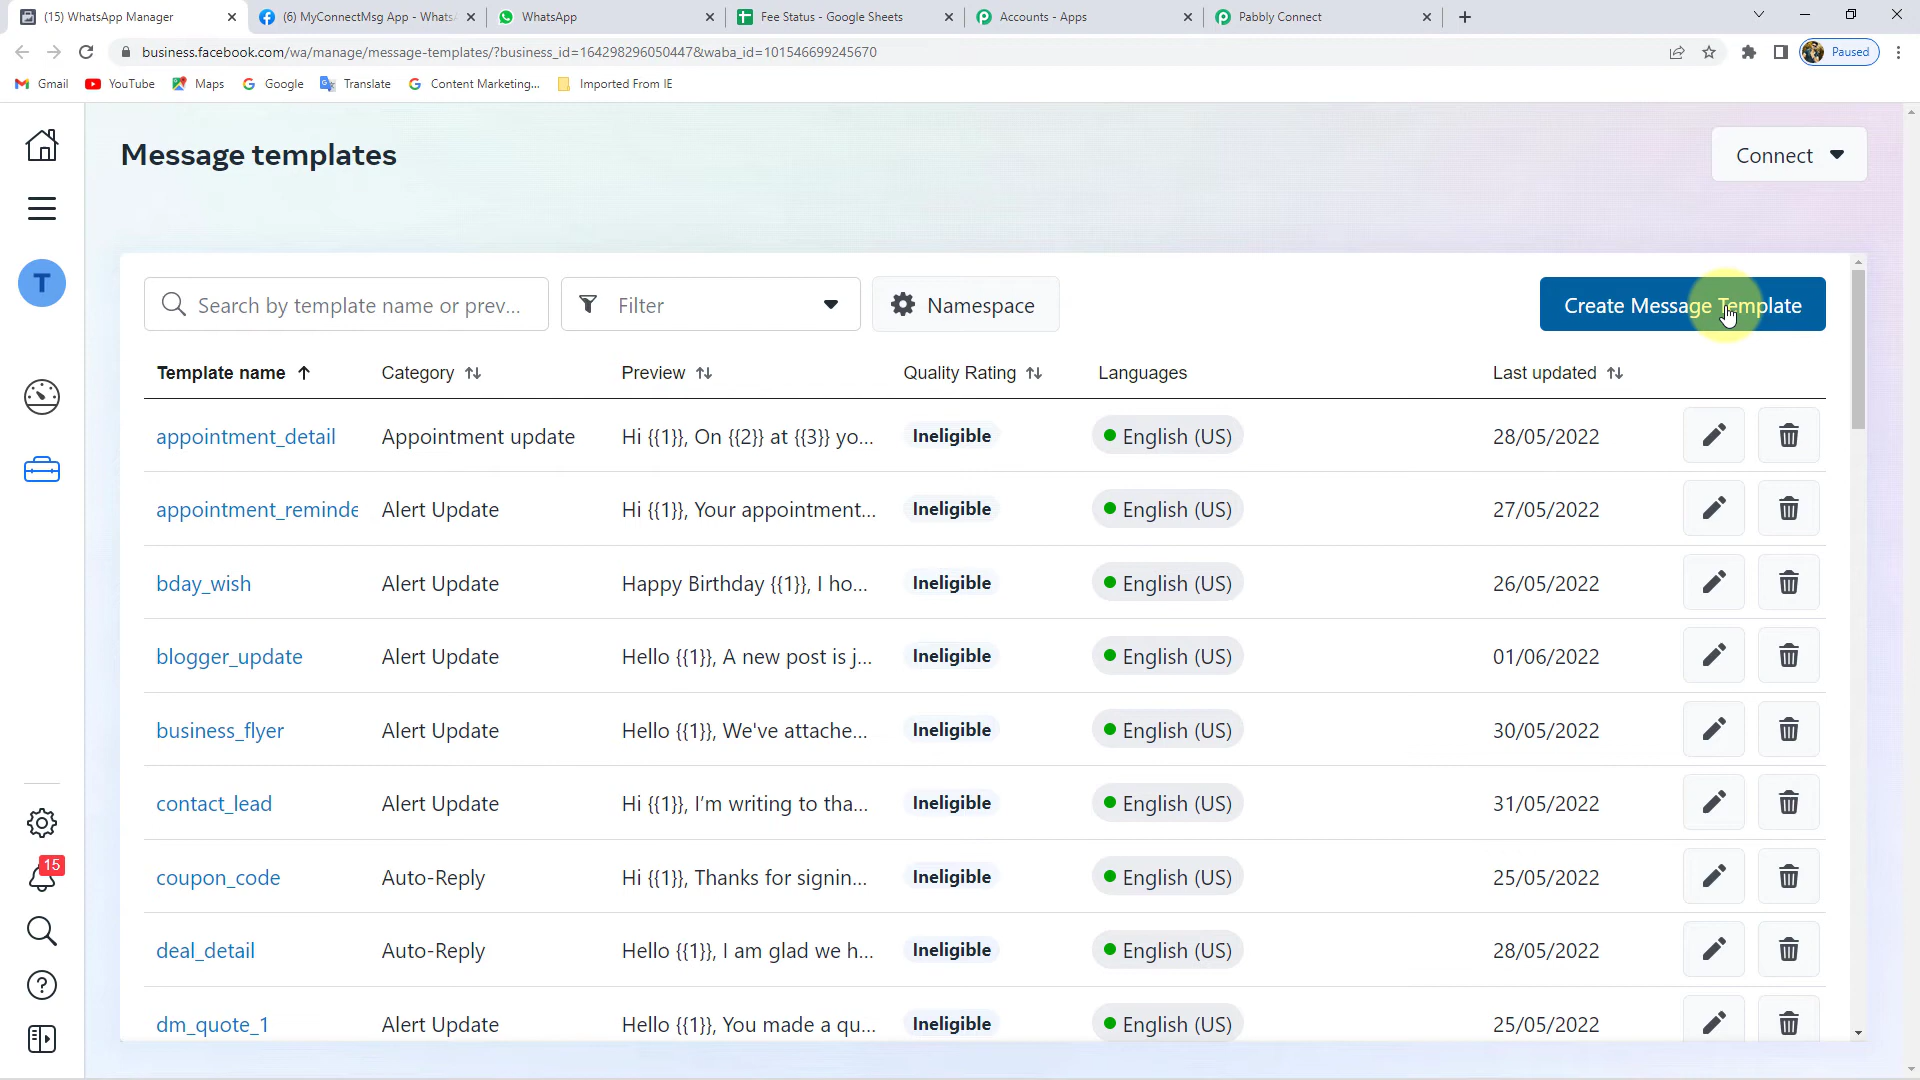 (15) WhatsApp Manager
(6) MyConnectMsg App - Whats
WhatsApp
Fee Status - Google Sheets
Accounts - Apps
Pabbly Connect
business.facebook.com/wa/manage/message-templates/?business_id=164298296050447&waba_id=101546699245670
Paused
Gmail
YouTube
Maps
Google
Translate
Content Marketing...
Imported From IE
Message templates
Connect
T
Search by template name or prev...
Filter
Namespace
Create Message Template
Template name
Category
Preview
Quality Rating
Languages
Last updated
appointment_detail Appointment update Hi {{1}}, On {{2}} at {{3}} yo... Ineligible English (US) 28/05/2022
appointment_reminde Alert Update Hi {{1}}, Your appointment... Ineligible English (US) 27/05/2022
bday_wish Alert Update Happy Birthday {{1}}, I ho... Ineligible English (US) 26/05/2022
blogger_update Alert Update Hello {{1}}, A new post is j... Ineligible English (US) 01/06/2022
business_flyer Alert Update Hello {{1}}, We've attache... Ineligible English (US) 30/05/2022
contact_lead Alert Update Hi {{1}}, I'm writing to tha... Ineligible English (US) 31/05/2022
coupon_code Auto-Reply Hi {{1}}, Thanks for signin... Ineligible English (US) 25/05/2022
deal_detail Auto-Reply Hello {{1}}, I am glad we h... Ineligible English (US) 28/05/2022
dm_quote_1 Alert Update Hello {{1}}, You made a qu... Ineligible English (US) 25/05/2022
15